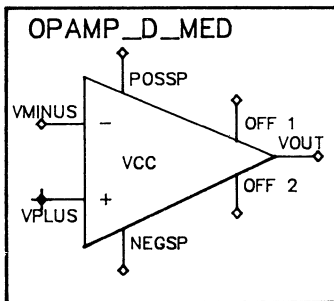 OPAMP_D_MED
POSSP
VMINUS
OFF 1
VOUT
−
VCC
OFF 2
+
VPLUS
NEGSP